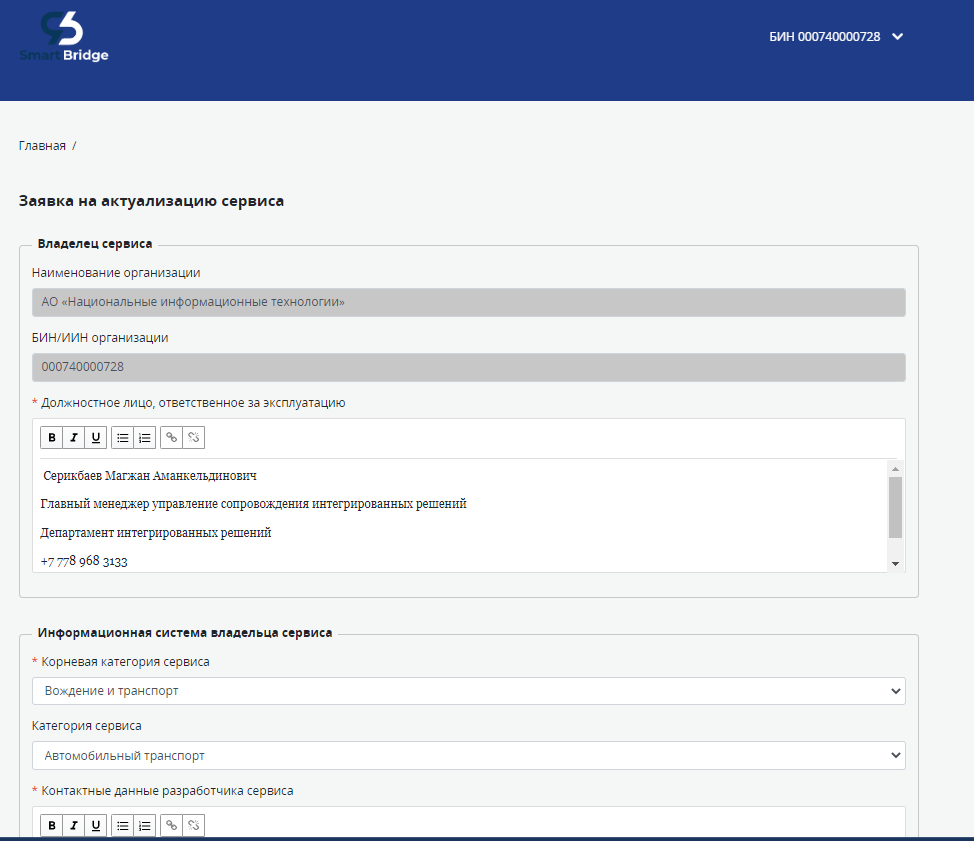 Smart Bridge
БИН 000740000728
Главная /
Заявка на актуализацию сервиса
Владелец сервиса
Наименование организации
АО «Национальные информационные технологии»
БИН/ИИН организации
000740000728
* Должностное лицо, ответственное за эксплуатацию
B I U
Серикбаев Магжан Аманкельдинович
Главный менеджер управление сопровождения интегрированных решений
Департамент интегрированных решений
+7 778 968 3133
Информационная система владельца сервиса
* Корневая категория сервиса
Вождение и транспорт
Категория сервиса
Автомобильный транспорт
* Контактные данные разработчика сервиса
B I U